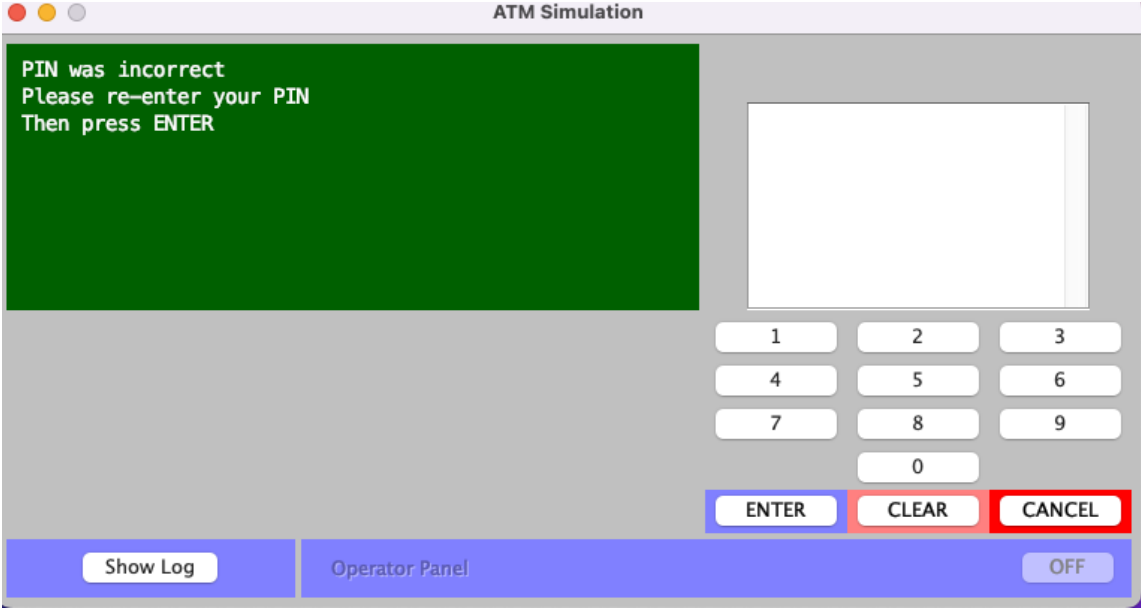 ATM Simulation
PIN was incorrect
Please re-enter your PIN
Then press ENTER
1 2 3
4 5 6
7 8 9
0
ENTER CLEAR CANCEL
Show Log Operator Panel OFF